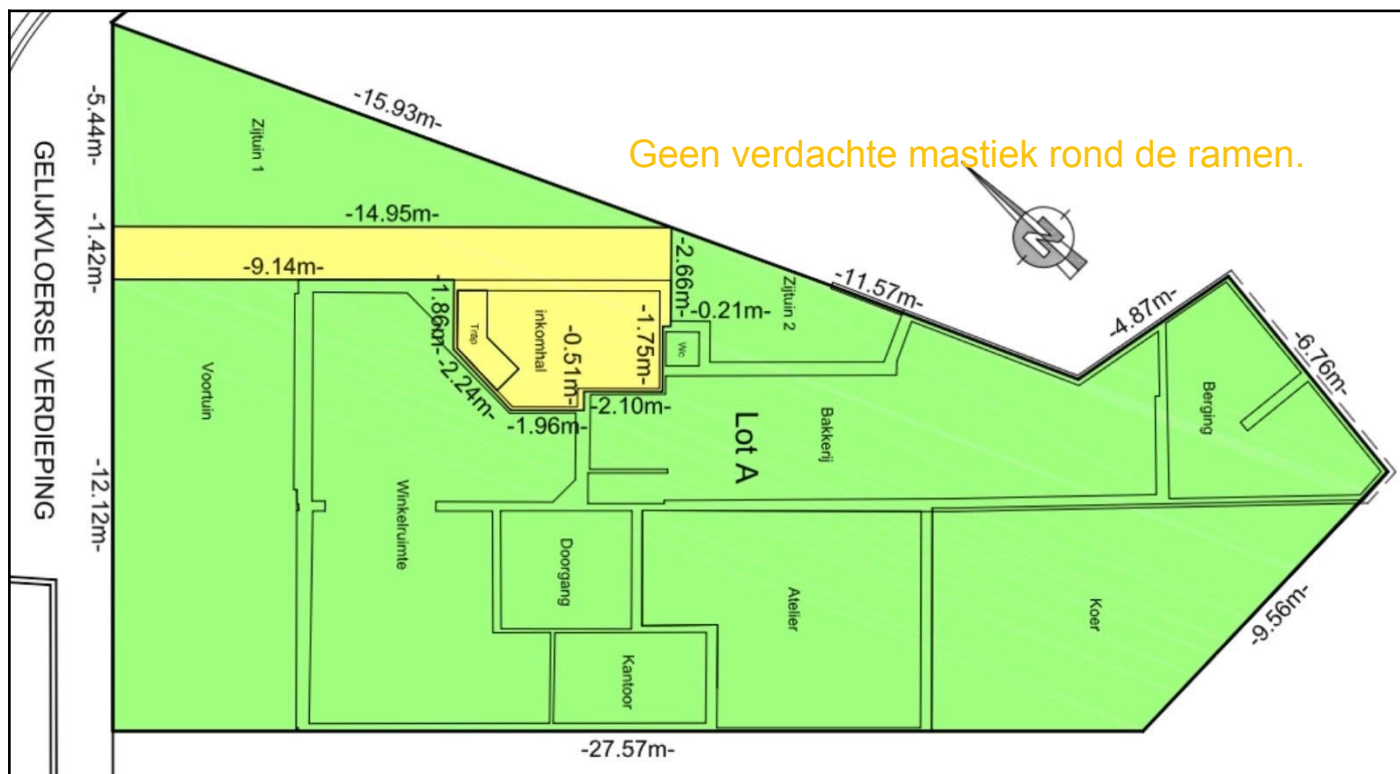 -15.93m-
Geen verdachte mastiek rond de ramen.
-5.44m-
Zijtuin 1
GELIJKVLOERSE VERDIEPING
-14.95m-
-1.42m-
-9.14m-
-2.66m-
-11.57m-
Zijtuin 2
-0.21m-
-4.87m-
-6.76m-
-1.86m-
Trap
inkomhal
-0.51m-
-1.75m-
Wc
-2.24m-
-1.96m-
-2.10m-
Voortuin
Lot A
Bakkerij
Berging
-12.12m-
Winkelruimte
Doorgang
Atelier
Koer
-9.56m-
Kantoor
-27.57m-